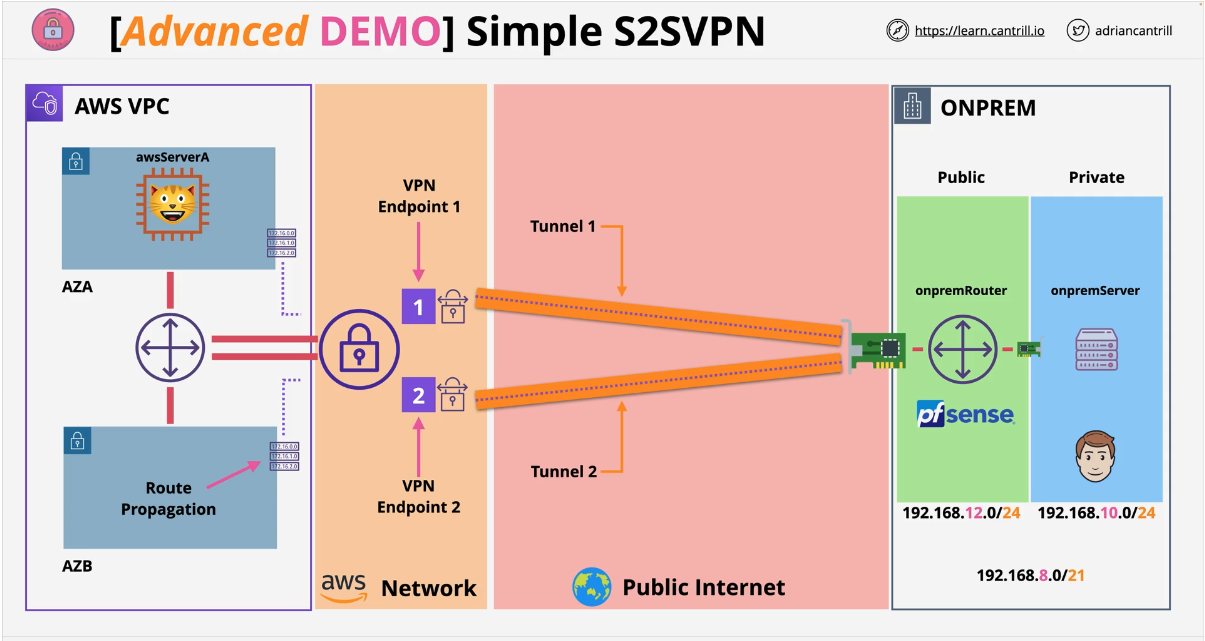 [Advanced DEMO] Simple S2SVPN
https://learn.cantrill.io
adriancantrill
AWS VPC
awsServerA
172.16.0.0
172.16.1.0
172.16.2.0
AZA
172.16.0.0
172.16.1.0
172.16.2.0
Route
Propagation
AZB
VPN
Endpoint 1
1
2
VPN
Endpoint 2
aws
Network
Tunnel 1
Tunnel 2
Public Internet
ONPREM
Public
Private
onpremRouter
onpremServer
pfsense
192.168.12.0/24
192.168.10.0/24
192.168.8.0/21